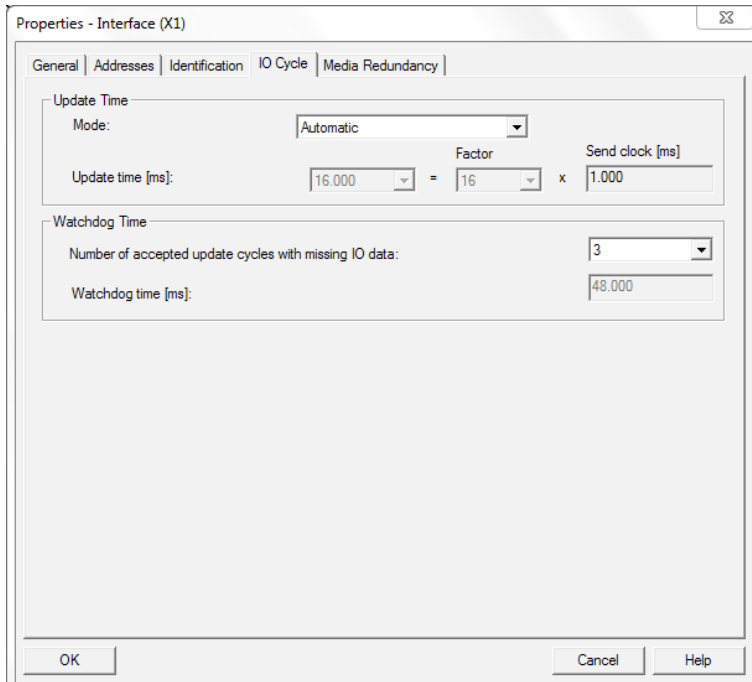 Properties - Interface (X1)
General Addresses Identification IO Cycle Media Redundancy
Update Time
Mode: Automatic
Factor Send clock [ms]
Update time [ms]: 16.000 = 16 x 1.000
Watchdog Time
Number of accepted update cycles with missing IO data: 3
Watchdog time [ms]: 48.000
OK Cancel Help